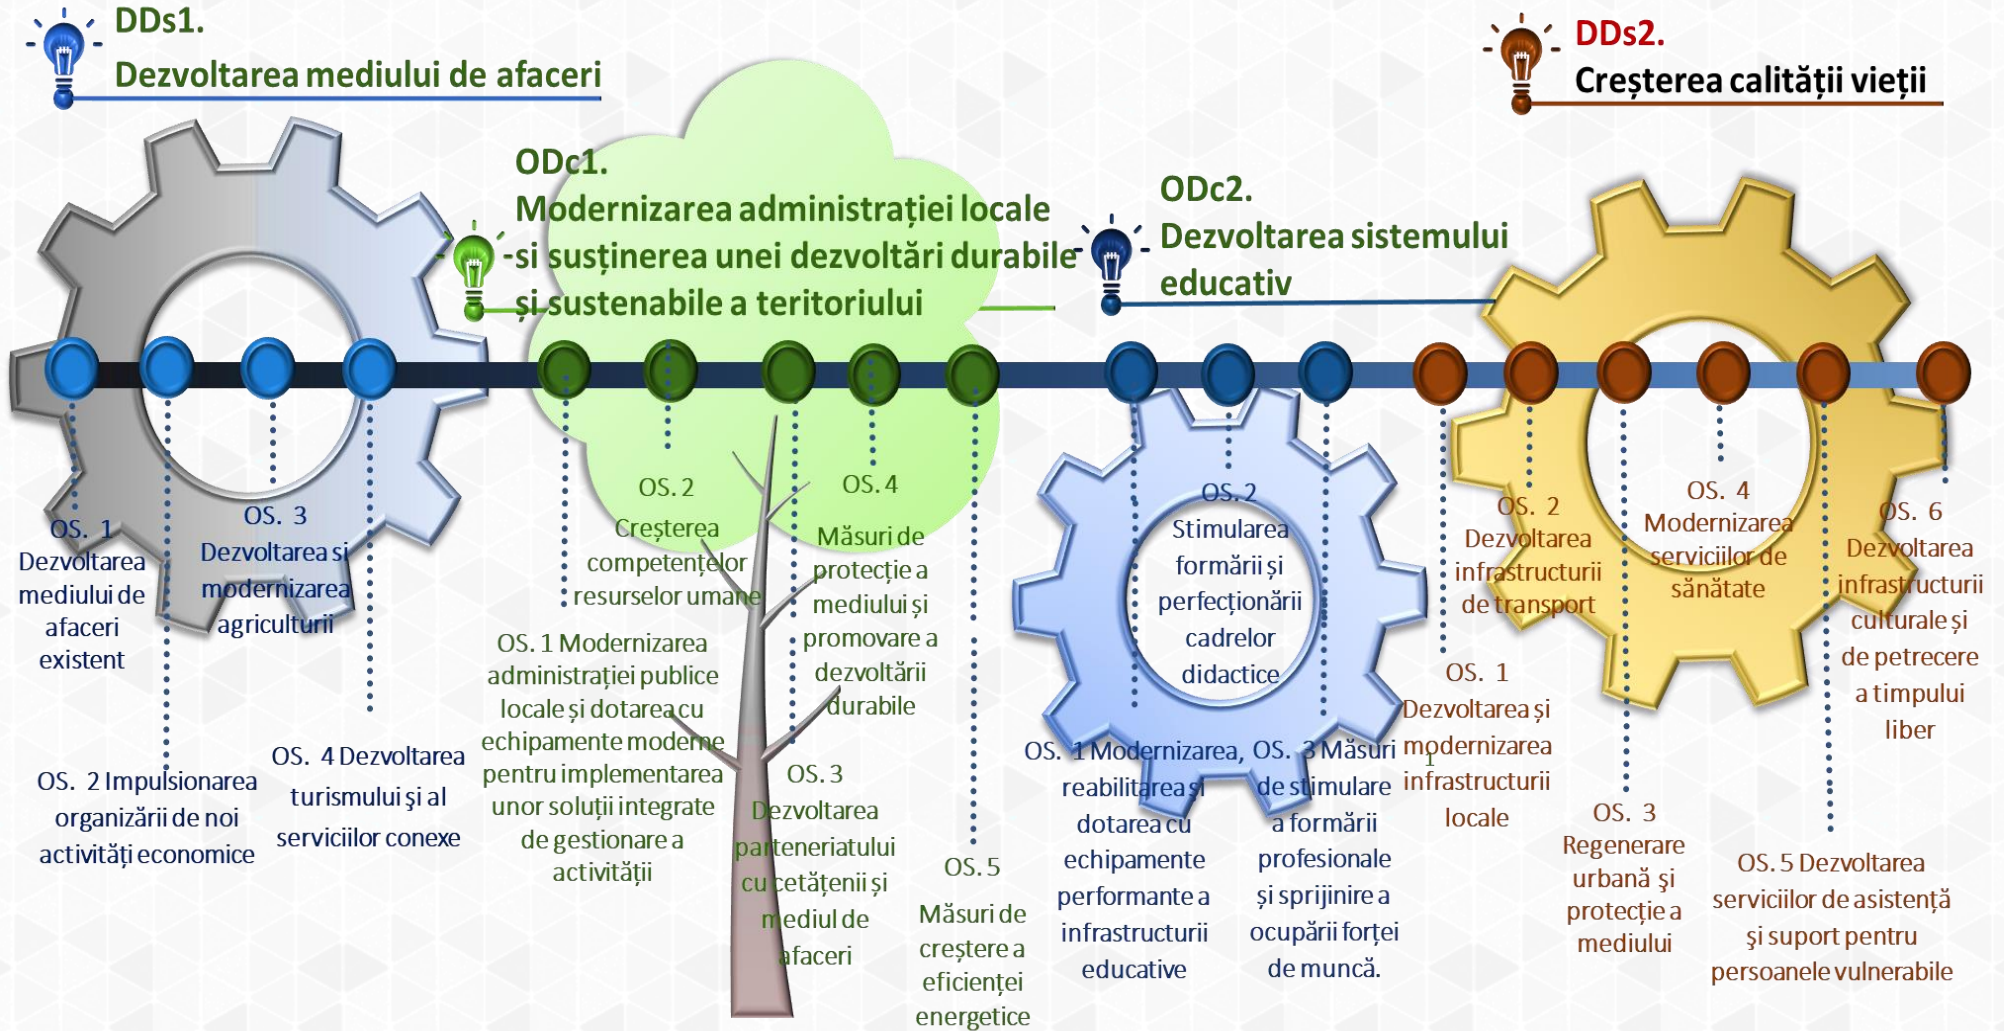 DDs1.
Dezvoltarea mediului de afaceri
DDs2.
Creșterea calității vieții
ODc1.
Modernizarea administrației locale
si susținerea unei dezvoltări durabile
și sustenabile a teritoriului
ODc2.
Dezvoltarea sistemului
educativ
OS. 1
Dezvoltarea
mediului de
afaceri
existent
OS. 2 Impulsionarea
organizării de noi
activităţi economice
OS. 3
Dezvoltarea si
modernizarea
agriculturii
OS. 4 Dezvoltarea
turismului şi al
serviciilor conexe
OS. 1 Modernizarea
administrației publice
locale și dotarea cu
echipamente moderne
pentru implementarea
unor soluții integrate
de gestionare a
activității
OS. 2
Creșterea
competențelor
resurselor umane
OS. 3
Dezvoltarea
parteneriatului
cu cetățenii și
mediul de
afaceri
OS. 4
Măsuri de
protecție a
mediului și
promovare a
dezvoltării
durabile
OS. 5
Măsuri de
creștere a
eficienței
energetice
OS. 1 Modernizarea,
reabilitarea și
dotarea cu
echipamente
performante a
infrastructurii
educative
OS. 2
Stimularea
formării și
perfecționării
cadrelor
didactice
OS. 3 Măsuri
de stimulare
a formării
profesionale
și sprijinire a
ocupării forței
de muncă.
OS. 1
Dezvoltarea și
modernizarea
infrastructurii
locale
1
OS. 2
Dezvoltarea
infrastructurii
de transport
OS. 3
Regenerare
urbană şi
protecție a
mediului
OS. 4
Modernizarea
serviciilor de
sănătate
OS. 5 Dezvoltarea
serviciilor de asistență
şi suport pentru
persoanele vulnerabile
OS. 6
Dezvoltarea
infrastructurii
culturale și
de petrecere
a timpului
liber